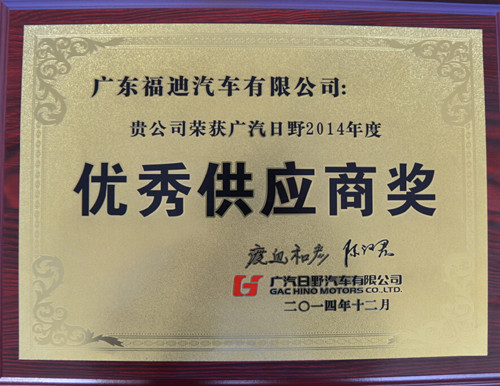 广东福迪汽车有限公司:
贵公司荣获广汽日野2014年度
优秀供应商奖
广汽日野汽车有限公司
GAC HINO MOTORS CO.,LTD.
二〇一四年十二月